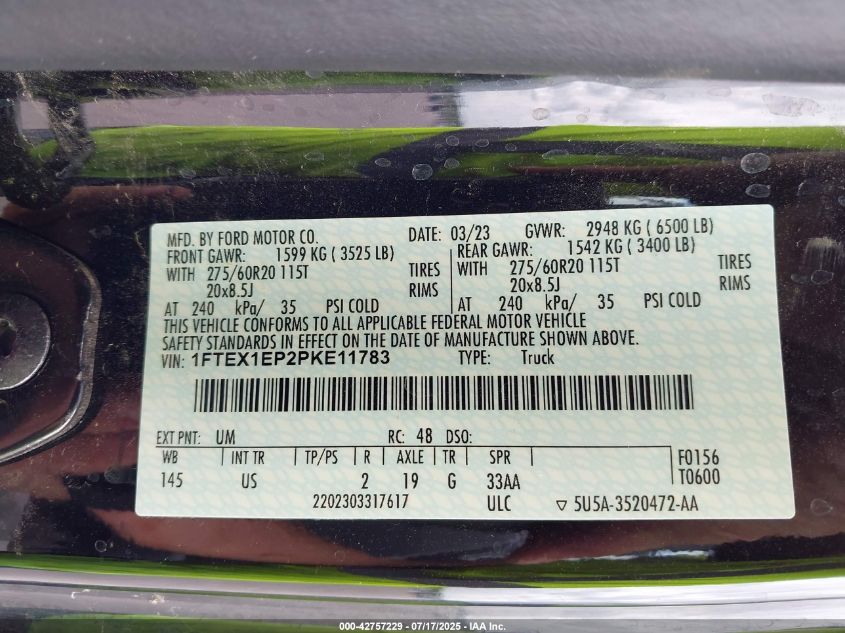 MFD. BY FORD MOTOR CO. DATE: 03/23 GVWR: 2948 KG ( 6500 LB)
FRONT GAWR: 1599 KG ( 3525 LB) REAR GAWR: 1542 KG ( 3400 LB)
WITH 275/60R20 115T TIRES WITH 275/60R20 115T TIRES
20x8.5J RIMS 20x8.5J RIMS
AT 240 kPa/ 35 PSI COLD AT 240 kPa/ 35 PSI COLD
THIS VEHICLE CONFORMS TO ALL APPLICABLE FEDERAL MOTOR VEHICLE
SAFETY STANDARDS IN EFFECT ON THE DATE OF MANUFACTURE SHOWN ABOVE.
VIN: 1FTEX1EP2PKE11783 TYPE: Truck
EXT PNT: UM RC: 48 DSO:
WB INT TR TP/PS R AXLE TR SPR F0156
145 US 2 19 G 33AA T0600
2202303317617 ULC ▽ 5U5A-3520472-AA
000-42757229 - 07/17/2025 - IAA Inc.